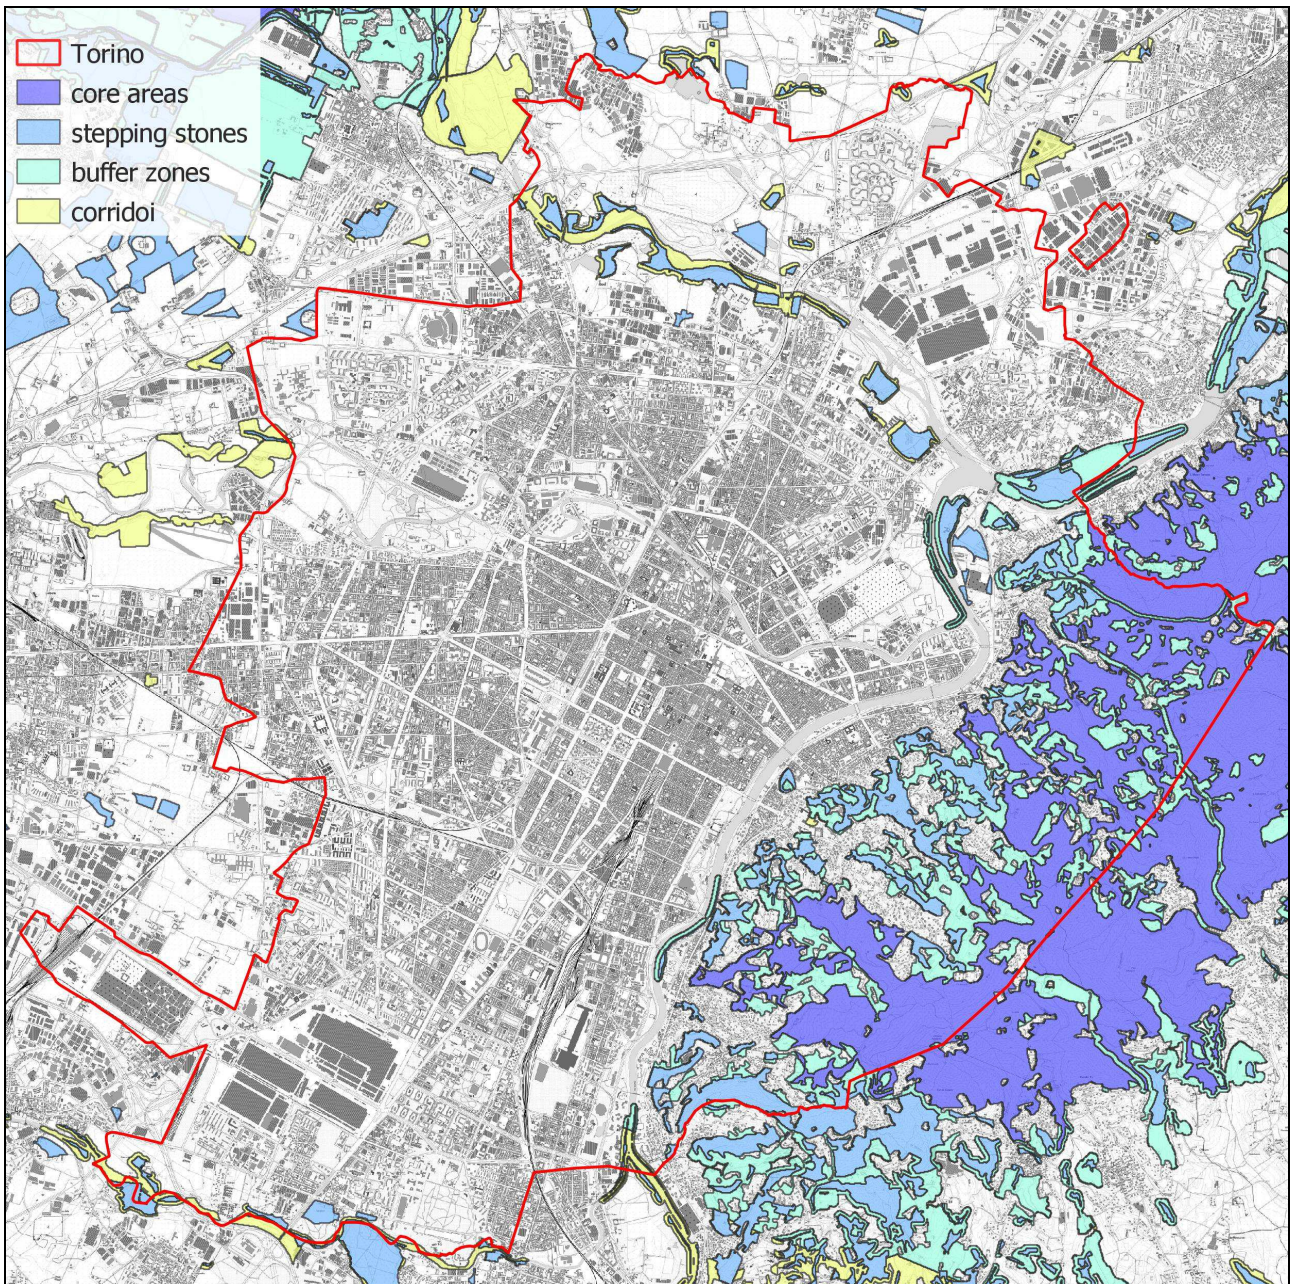 Torino
core areas
stepping stones
buffer zones
corridoi